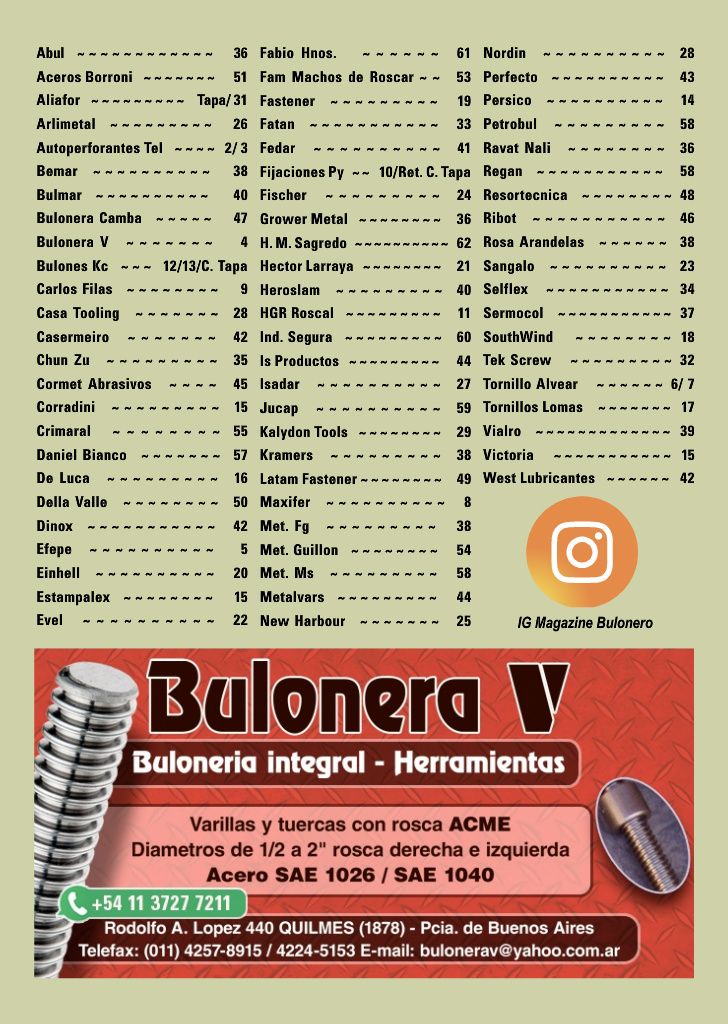 Abul ~ ~ ~ ~ ~ ~ ~ ~ ~ ~ ~ ~ 36
Aceros Borroni ~ ~ ~ ~ ~ ~ ~ 51
Aliafor ~ ~ ~ ~ ~ ~ ~ ~ ~ Tapa/ 31
Arlimetal ~ ~ ~ ~ ~ ~ ~ ~ ~ 26
Autoperforantes Tel ~ ~ ~ ~ 2/ 3
Bemar ~ ~ ~ ~ ~ ~ ~ ~ ~ ~ 38
Bulmar ~ ~ ~ ~ ~ ~ ~ ~ ~ ~ 40
Bulonera Camba ~ ~ ~ ~ ~ 47
Bulonera V ~ ~ ~ ~ ~ ~ ~ 4
Bulones Kc ~ ~ ~ 12/13/C. Tapa
Carlos Filas ~ ~ ~ ~ ~ ~ ~ ~ 9
Casa Tooling ~ ~ ~ ~ ~ ~ ~ 28
Casermeiro ~ ~ ~ ~ ~ ~ ~ ~ 42
Chun Zu ~ ~ ~ ~ ~ ~ ~ ~ ~ 35
Cormet Abrasivos ~ ~ ~ ~ 45
Corradini ~ ~ ~ ~ ~ ~ ~ ~ ~ 15
Crimaral ~ ~ ~ ~ ~ ~ ~ ~ 55
Daniel Bianco ~ ~ ~ ~ ~ ~ ~ 57
De Luca ~ ~ ~ ~ ~ ~ ~ ~ ~ 16
Della Valle ~ ~ ~ ~ ~ ~ ~ ~ 50
Dinox ~ ~ ~ ~ ~ ~ ~ ~ ~ ~ ~ 42
Efepe ~ ~ ~ ~ ~ ~ ~ ~ ~ ~ 5
Einhell ~ ~ ~ ~ ~ ~ ~ ~ ~ ~ 20
Estampalex ~ ~ ~ ~ ~ ~ ~ ~ 15
Evel ~ ~ ~ ~ ~ ~ ~ ~ ~ ~ 22
Fabio Hnos. ~ ~ ~ ~ ~ ~ 61
Fam Machos de Roscar ~ ~ 53
Fastener ~ ~ ~ ~ ~ ~ ~ ~ ~ 19
Fatan ~ ~ ~ ~ ~ ~ ~ ~ ~ ~ ~ 33
Fedar ~ ~ ~ ~ ~ ~ ~ ~ ~ ~ 41
Fijaciones Py ~ ~ 10/Ret. C. Tapa
Fischer ~ ~ ~ ~ ~ ~ ~ ~ ~ 24
Grower Metal ~ ~ ~ ~ ~ ~ ~ ~ 36
H. M. Sagredo ~ ~ ~ ~ ~ ~ ~ ~ ~ ~ 62
Hector Larraya ~ ~ ~ ~ ~ ~ ~ ~ 21
Heroslam ~ ~ ~ ~ ~ ~ ~ ~ ~ 40
HGR Roscal ~ ~ ~ ~ ~ ~ ~ ~ ~ 11
Ind. Segura ~ ~ ~ ~ ~ ~ ~ ~ ~ 60
Is Productos ~ ~ ~ ~ ~ ~ ~ ~ ~ 44
Isadar ~ ~ ~ ~ ~ ~ ~ ~ ~ ~ 27
Jucap ~ ~ ~ ~ ~ ~ ~ ~ ~ ~ 59
Kalydon Tools ~ ~ ~ ~ ~ ~ ~ ~ 29
Kramers ~ ~ ~ ~ ~ ~ ~ ~ ~ 38
Latam Fastener ~ ~ ~ ~ ~ ~ ~ ~ 49
Maxifer ~ ~ ~ ~ ~ ~ ~ ~ ~ ~ 8
Met. Fg ~ ~ ~ ~ ~ ~ ~ ~ ~ 38
Met. Guillon ~ ~ ~ ~ ~ ~ ~ ~ 54
Met. Ms ~ ~ ~ ~ ~ ~ ~ ~ ~ 58
Metalvars ~ ~ ~ ~ ~ ~ ~ ~ ~ 44
New Harbour ~ ~ ~ ~ ~ ~ ~ 25
Nordin ~ ~ ~ ~ ~ ~ ~ ~ ~ ~ 28
Perfecto ~ ~ ~ ~ ~ ~ ~ ~ ~ ~ 43
Persico ~ ~ ~ ~ ~ ~ ~ ~ ~ ~ 14
Petrobul ~ ~ ~ ~ ~ ~ ~ ~ ~ 58
Ravat Nali ~ ~ ~ ~ ~ ~ ~ ~ 36
Regan ~ ~ ~ ~ ~ ~ ~ ~ ~ ~ ~ 58
Resortecnica ~ ~ ~ ~ ~ ~ ~ ~ 48
Ribot ~ ~ ~ ~ ~ ~ ~ ~ ~ ~ ~ 46
Rosa Arandelas ~ ~ ~ ~ ~ ~ 38
Sangalo ~ ~ ~ ~ ~ ~ ~ ~ ~ ~ 23
Selflex ~ ~ ~ ~ ~ ~ ~ ~ ~ ~ ~ 34
Sermocol ~ ~ ~ ~ ~ ~ ~ ~ ~ ~ 37
SouthWind ~ ~ ~ ~ ~ ~ ~ ~ 18
Tek Screw ~ ~ ~ ~ ~ ~ ~ ~ ~ 32
Tornillo Alvear ~ ~ ~ ~ ~ ~ 6/ 7
Tornillos Lomas ~ ~ ~ ~ ~ ~ ~ 17
Vialro ~ ~ ~ ~ ~ ~ ~ ~ ~ ~ ~ ~ 39
Victoria ~ ~ ~ ~ ~ ~ ~ ~ ~ ~ 15
West Lubricantes ~ ~ ~ ~ ~ ~ 42
IG Magazine Bulonero
Bulonera V
Buloneria integral - Herramientas
Varillas y tuercas con rosca ACME
Diametros de 1/2 a 2" rosca derecha e izquierda
Acero SAE 1026 / SAE 1040
+54 11 3727 7211
Rodolfo A. Lopez 440 QUILMES (1878) - Pcia. de Buenos Aires
Telefax: (011) 4257-8915 / 4224-5153 E-mail: bulonerav@yahoo.com.ar